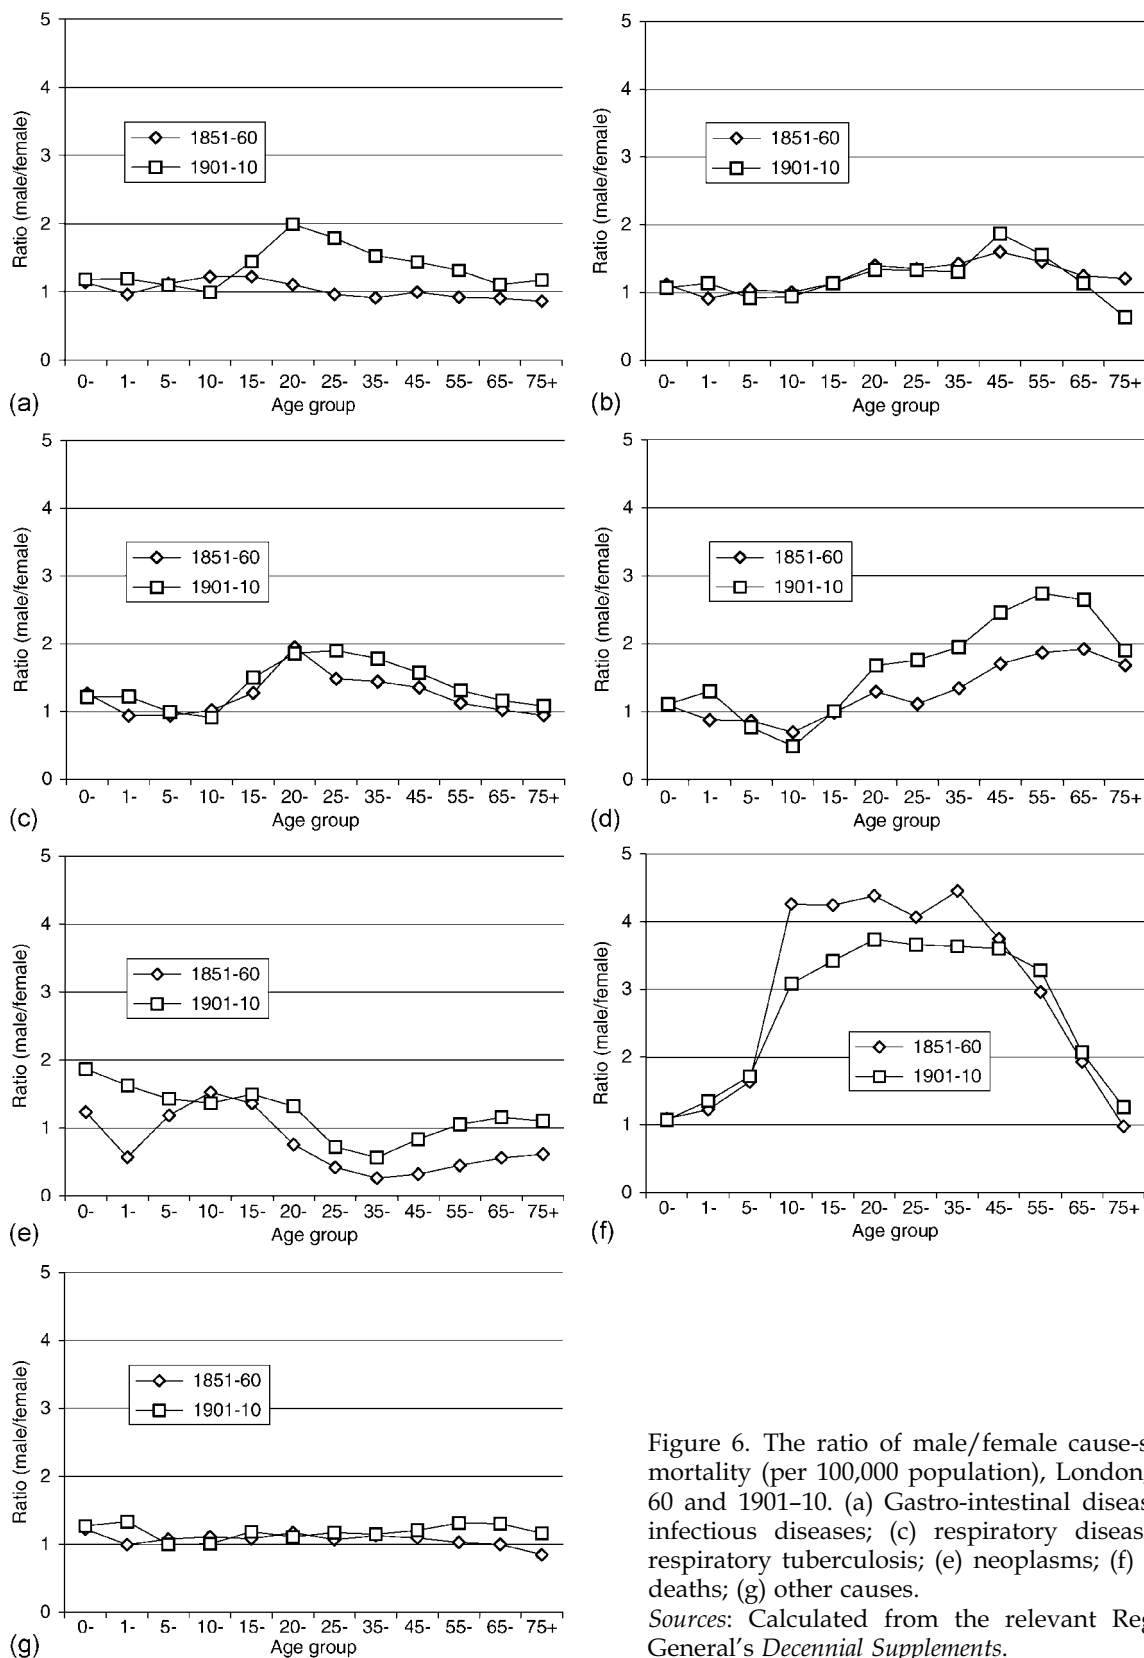 5
4
3
2
1
0
Ratio (male/female)
1851-60
1901-10
0- 1- 5- 10- 15- 20- 25- 35- 45- 55- 65- 75+
Age group
(a)
5
4
3
2
1
0
Ratio (male/female)
1851-60
1901-10
0- 1- 5- 10- 15- 20- 25- 35- 45- 55- 65- 75+
Age group
(b)
5
4
3
2
1
0
Ratio (male/female)
1851-60
1901-10
0- 1- 5- 10- 15- 20- 25- 35- 45- 55- 65- 75+
Age group
(c)
5
4
3
2
1
0
Ratio (male/female)
1851-60
1901-10
0- 1- 5- 10- 15- 20- 25- 35- 45- 55- 65- 75+
Age group
(d)
5
4
3
2
1
0
Ratio (male/female)
1851-60
1901-10
0- 1- 5- 10- 15- 20- 25- 35- 45- 55- 65- 75+
Age group
(e)
5
4
3
2
1
0
Ratio (male/female)
1851-60
1901-10
0- 1- 5- 10- 15- 20- 25- 35- 45- 55- 65- 75+
Age group
(f)
5
4
3
2
1
0
Ratio (male/female)
1851-60
1901-10
0- 1- 5- 10- 15- 20- 25- 35- 45- 55- 65- 75+
Age group
(g)
Figure 6. The ratio of male/female cause-s
mortality (per 100,000 population), London,
60 and 1901–10. (a) Gastro-intestinal diseas
infectious diseases; (c) respiratory diseas
respiratory tuberculosis; (e) neoplasms; (f)
deaths; (g) other causes.
Sources: Calculated from the relevant Reg
General's Decennial Supplements.